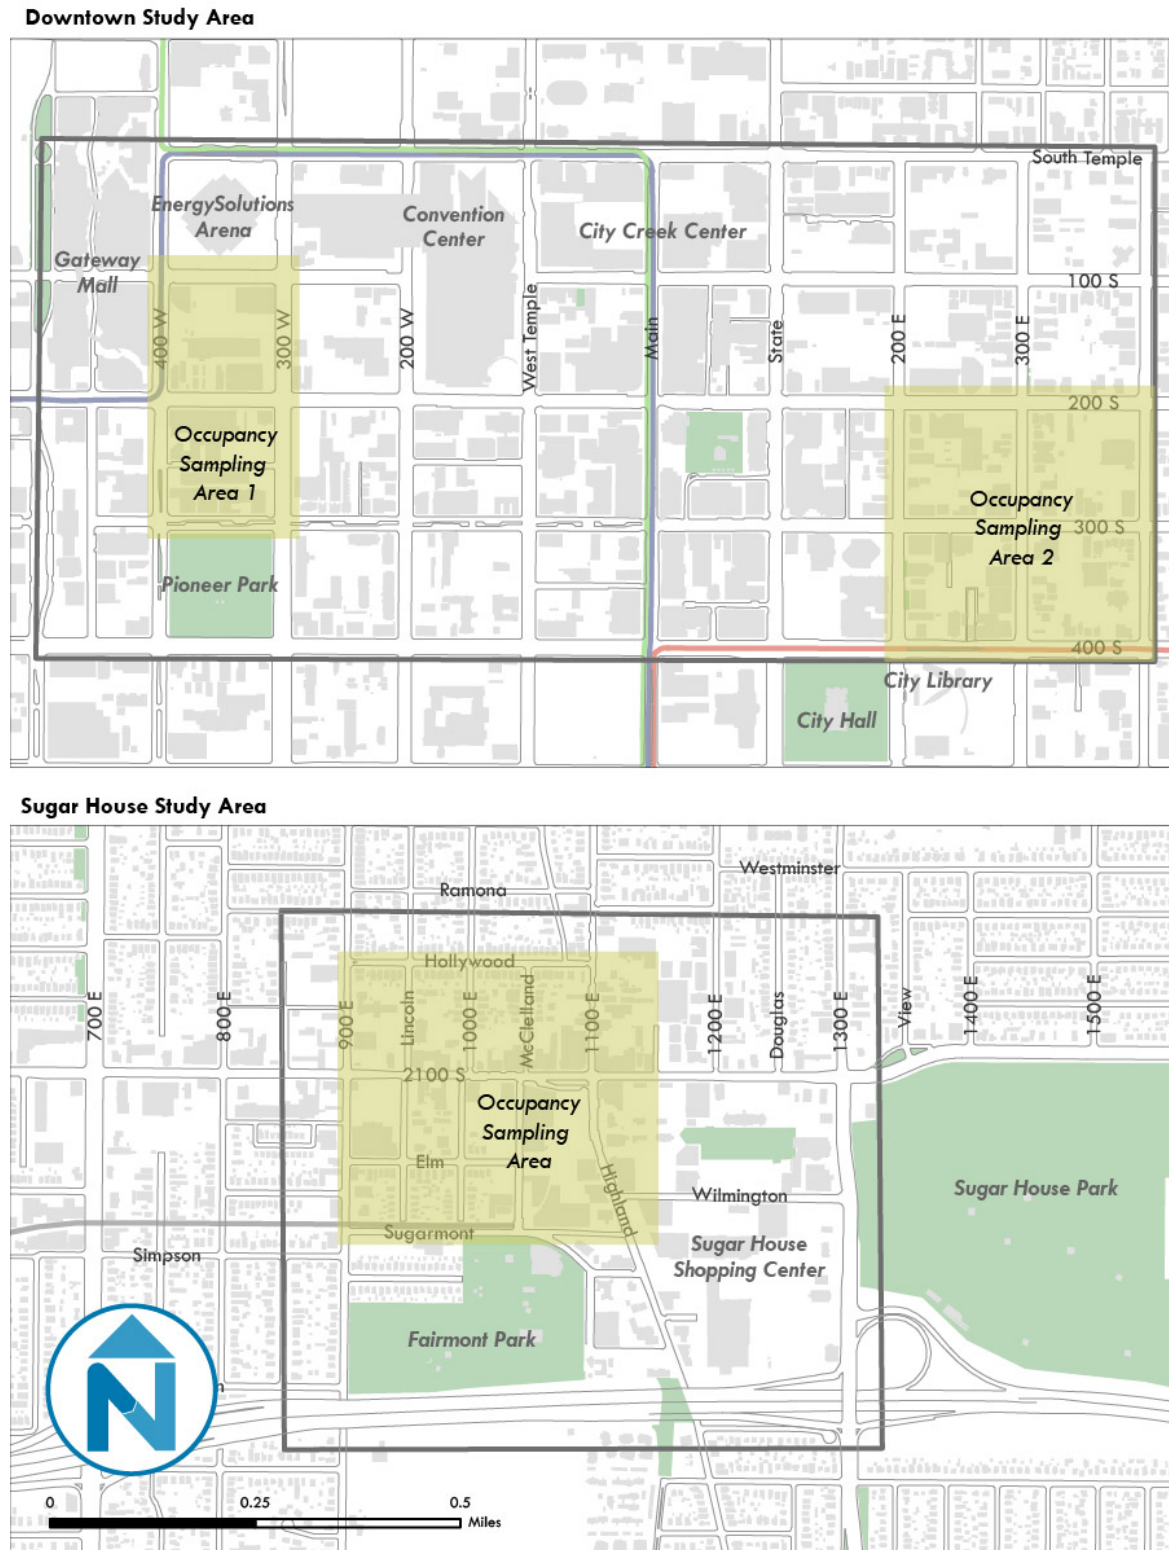 Downtown Study Area
South Temple
EnergySolutions
Arena
Convention
Center
City Creek Center
Gateway
Mall
100 S
400 W
300 W
200 W
West Temple
Main
State
200 E
300 E
200 S
Occupancy
Sampling
Area 1
Occupancy
Sampling
Area 2
300 S
Pioneer Park
400 S
City Library
City Hall
Sugar House Study Area
Westminster
Ramona
Hollywood
700 E
800 E
900 E
Lincoln
1000 E
McClelland
1100 E
1200 E
Douglas
1300 E
View
1400 E
1500 E
2100 S
Occupancy
Sampling
Area
Elm
Highland
Wilmington
Sugar House Park
Sugarmont
Simpson
Sugar House
Shopping Center
Fairmont Park
N
0
0.25
0.5
Miles